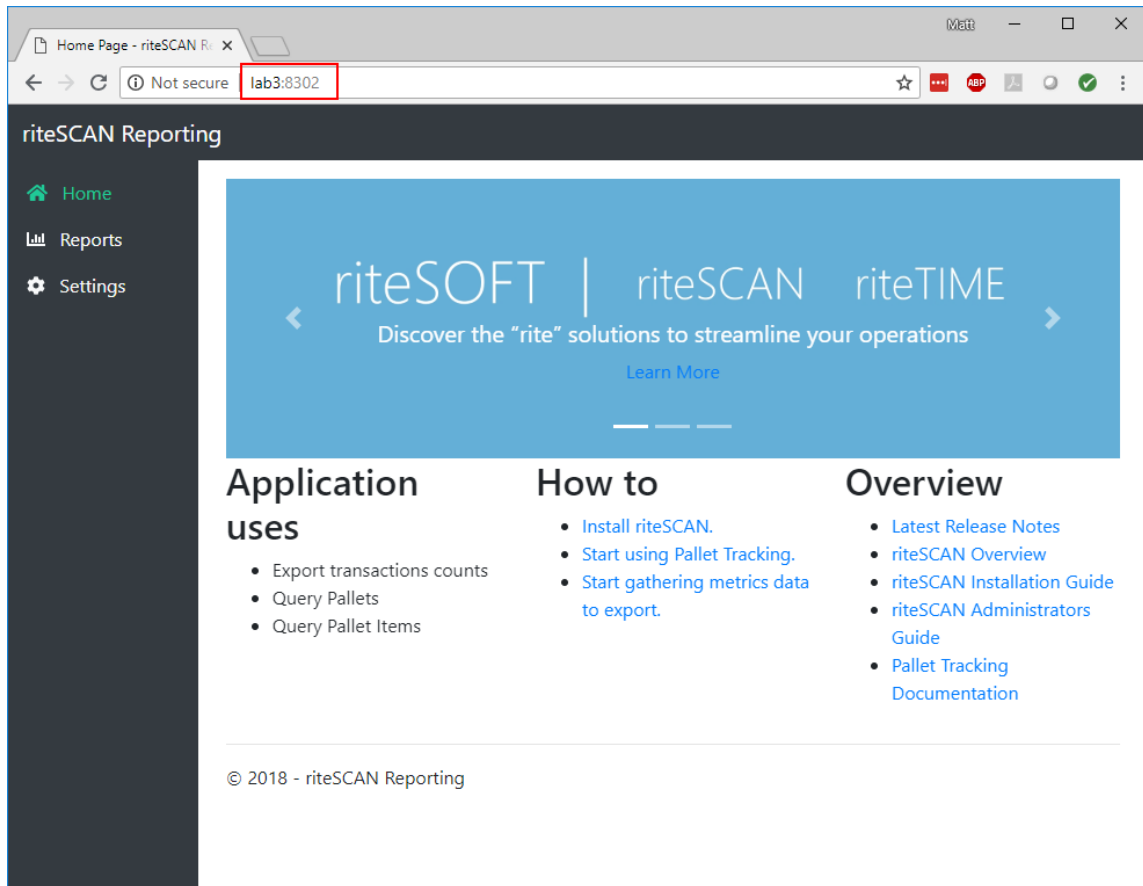 Matt
Home Page - riteSCAN R
Not secure
lab3:8302
ABP
riteSCAN Reporting
Home
Reports
Settings
riteSOFT | riteSCAN riteTIME
Discover the “rite” solutions to streamline your operations
Learn More
Application
uses
Export transactions counts
Query Pallets
Query Pallet Items
How to
Install riteSCAN.
Start using Pallet Tracking.
Start gathering metrics data
to export.
Overview
Latest Release Notes
riteSCAN Overview
riteSCAN Installation Guide
riteSCAN Administrators
Guide
Pallet Tracking
Documentation
© 2018 - riteSCAN Reporting